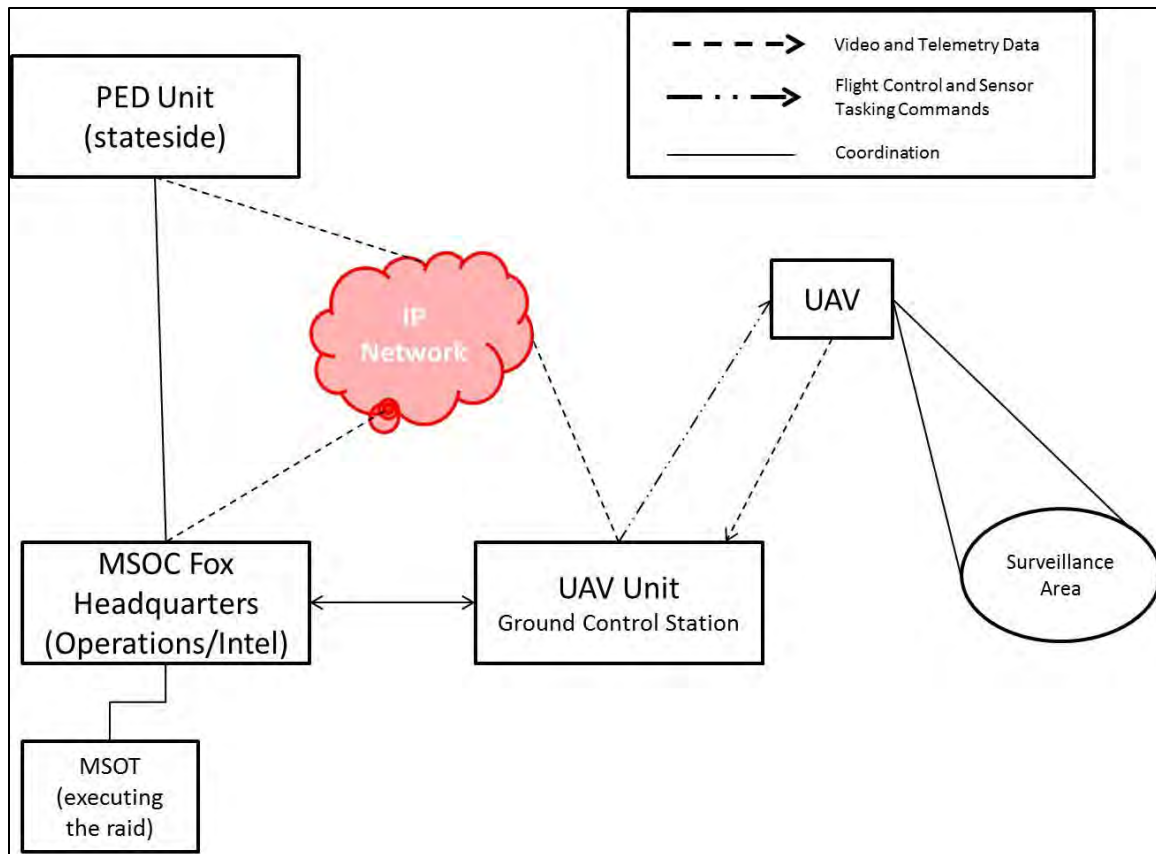 PED Unit
(stateside)
Video and Telemetry Data
Flight Control and Sensor
Tasking Commands
Coordination
IP
Network
UAV
Surveillance
Area
MSOC Fox
Headquarters
(Operations/Intel)
UAV Unit
Ground Control Station
MSOT
(executing
the raid)